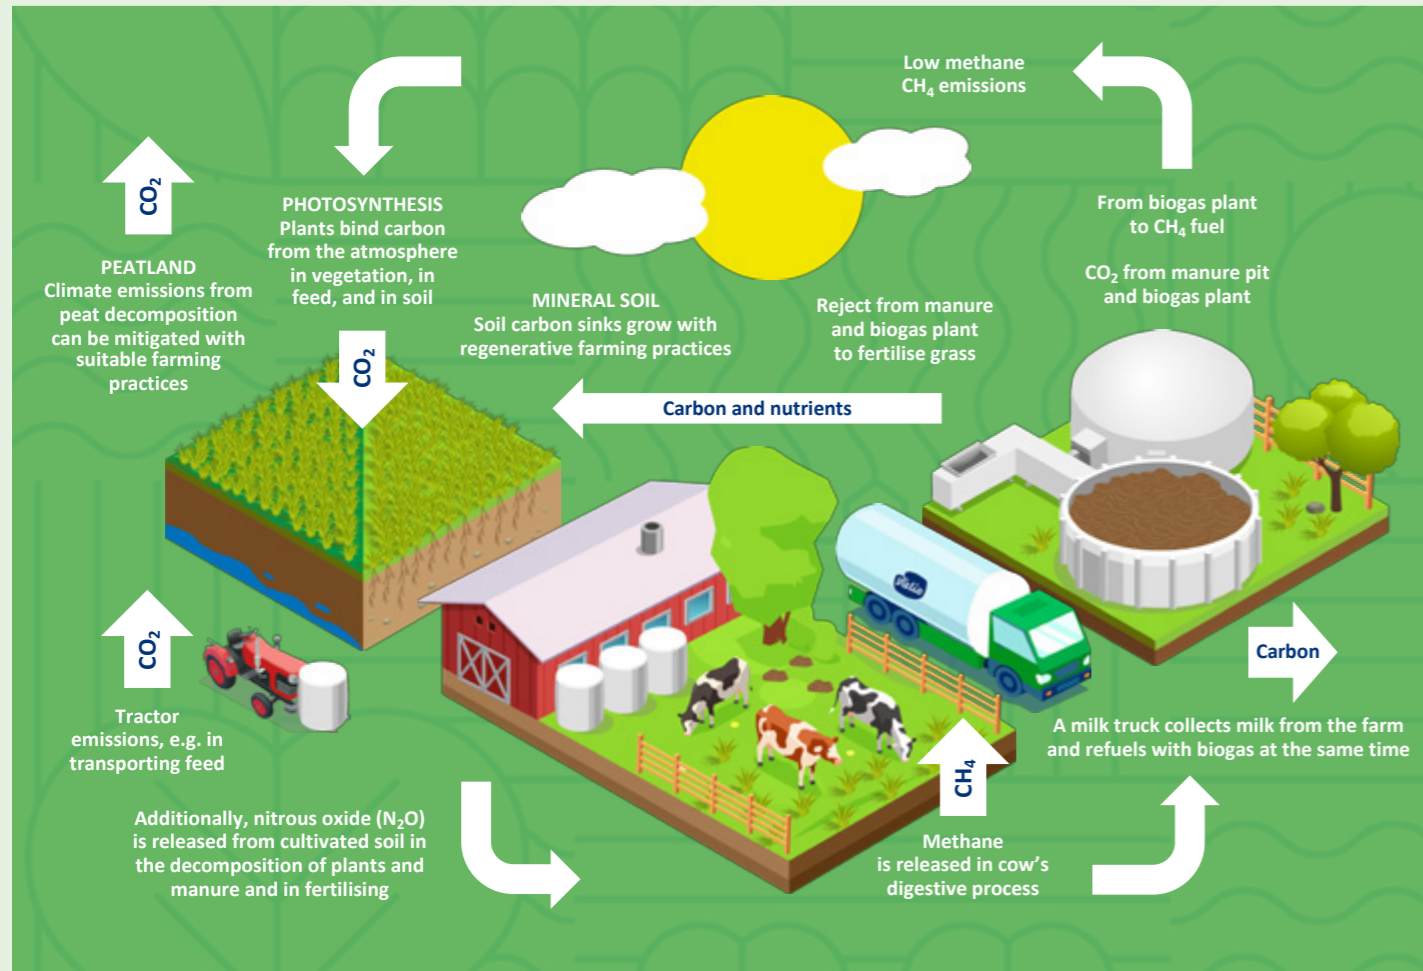 Low methane
CH₄ emissions
CO₂
PHOTOSYNTHESIS
Plants bind carbon
from the atmosphere
in vegetation, in
feed, and in soil
From biogas plant
to CH₄ fuel
CO₂ from manure pit
and biogas plant
PEATLAND
Climate emissions from
peat decomposition
can be mitigated with
suitable farming
practices
MINERAL SOIL
Soil carbon sinks grow with
regenerative farming practices
Reject from manure
and biogas plant
to fertilise grass
CO₂
Carbon and nutrients
Valio
CO₂
Carbon
Tractor
emissions, e.g. in
transporting feed
A milk truck collects milk from the farm
and refuels with biogas at the same time
CH₄
Additionally, nitrous oxide (N₂O)
is released from cultivated soil in
the decomposition of plants and
manure and in fertilising
Methane
is released in cow's
digestive process